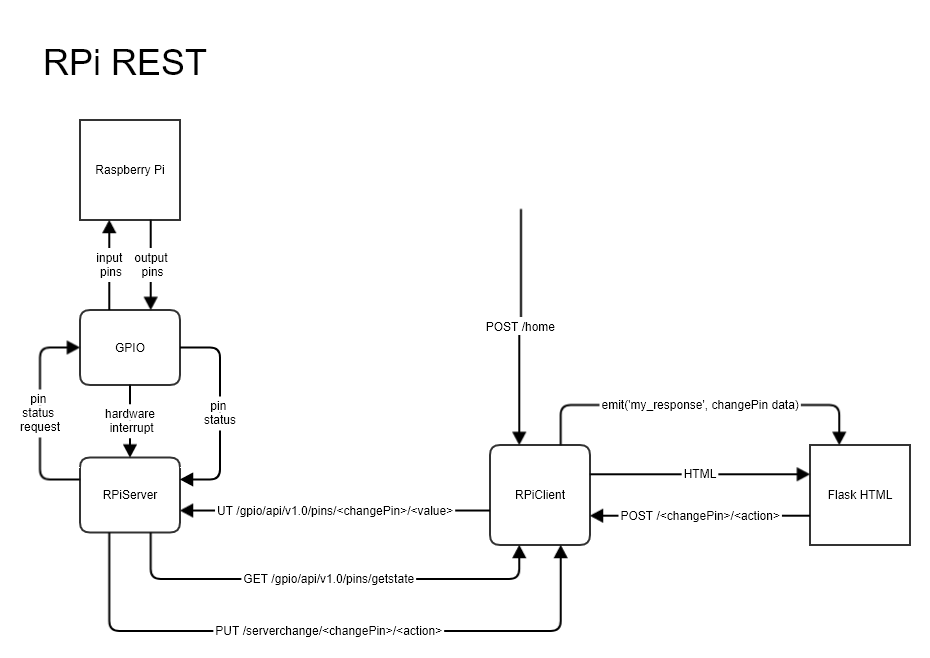 RPi REST
Raspberry Pi
input
pins
output
pins
POST /home
GPIO
pin
status
request
hardware
interrupt
pin
status
emit('my_response', changePin data)
RPiServer
RPiClient
HTML
Flask HTML
UT /gpio/api/v1.0/pins/<changePin>/<value>
POST /<changePin>/<action>
GET /gpio/api/v1.0/pins/getstate
PUT /serverchange/<changePin>/<action>